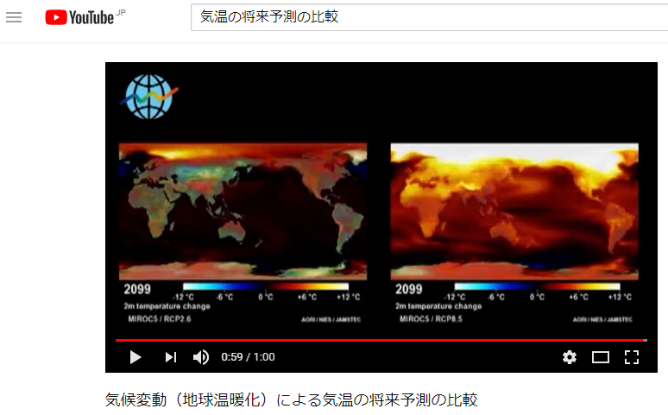 YouTube JP
気温の将来予測の比較
2099
-12 °C -6 °C 0 °C +6 °C +12 °C
2m temperature change
MIROC5 / RCP2.6 AORI / NIES / JAMSTEC
2099
-12 °C -6 °C 0 °C +6 °C +12 °C
2m temperature change
MIROC5 / RCP8.5 AORI / NIES / JAMSTEC
0:59 / 1:00
気候変動（地球温暖化）による気温の将来予測の比較